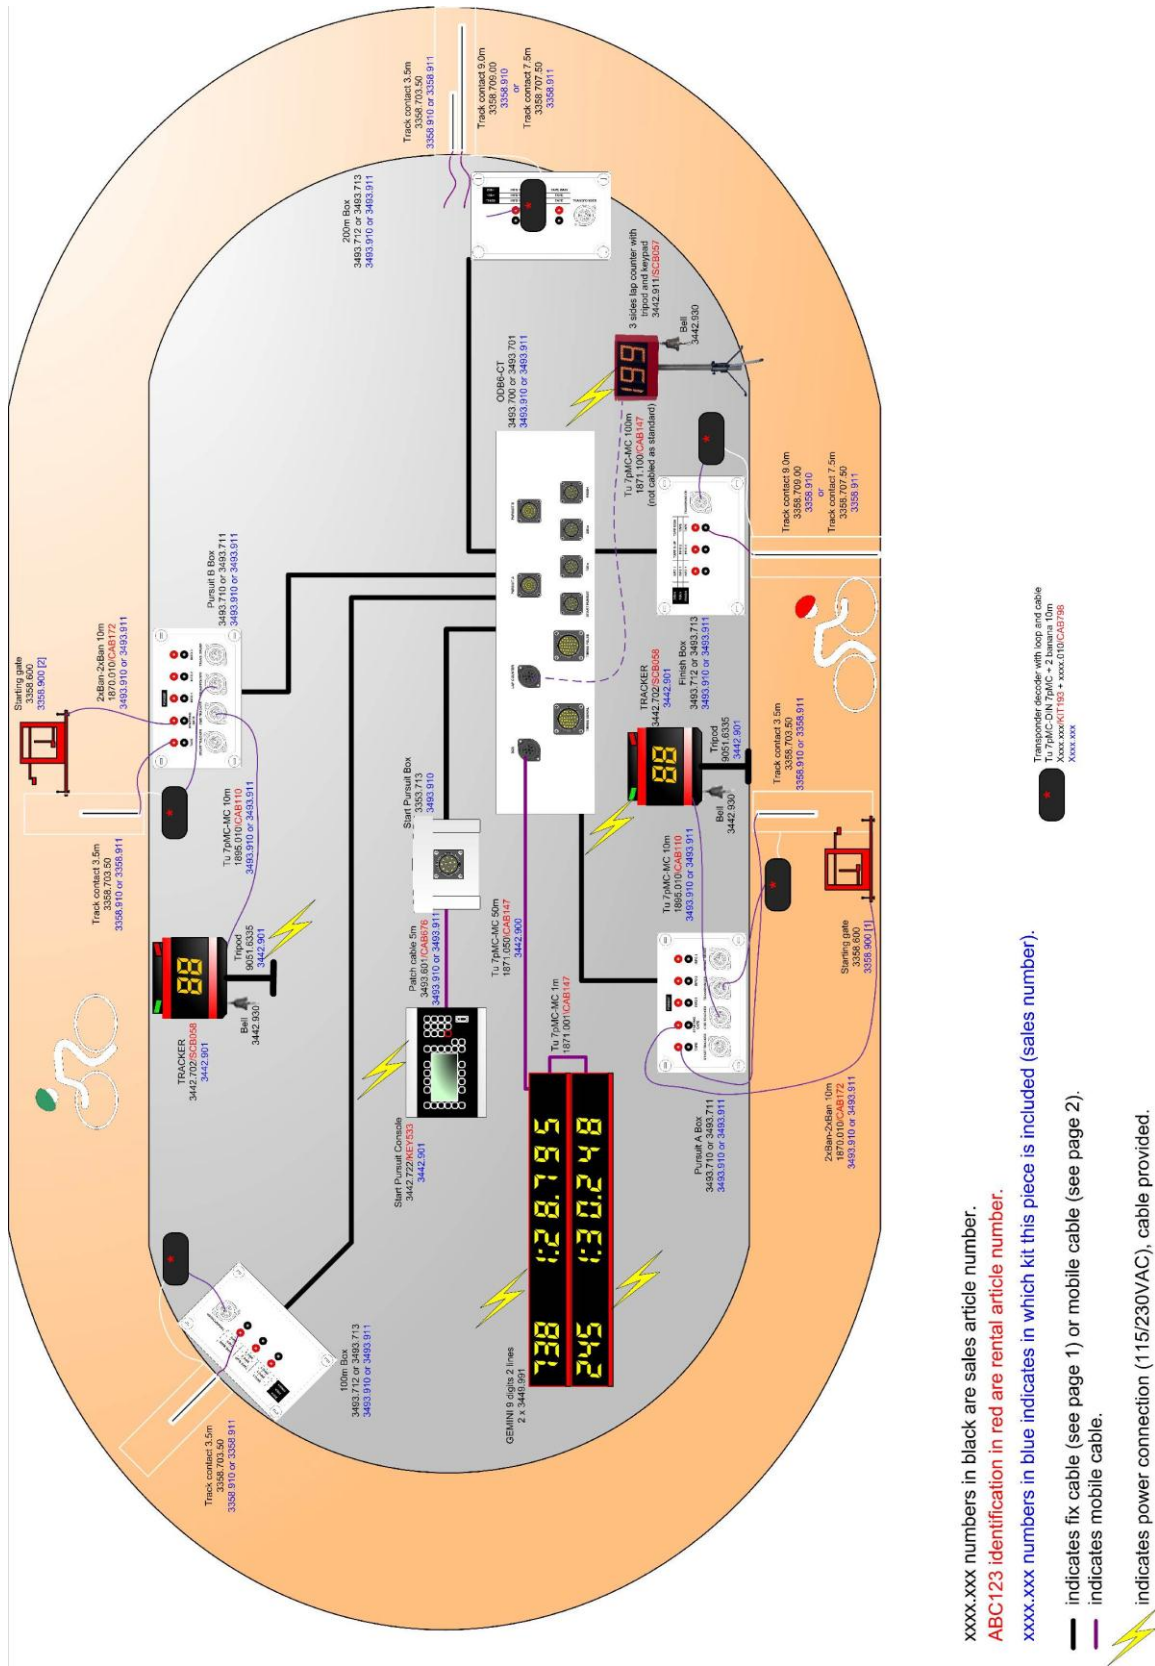 Track contact 3.5m
3358.703.50
3358.910 or 3358.911
Track contact 9.0m
3358.709.00
3358.910
or
Track contact 7.5m
3358.707.50
3358.911
200m Box
3493.712 or 3493.713
3493.910 or 3493.911
3 sides lap counter with
tripod and keypad
3442.911/SCB057
199
Bell
3442.930
ODB6-CT
3493.700 or 3493.701
3493.910 or 3493.911
Tu 7pMC-MC 100m
1871.100/CAB147
(not cabled as standard)
Starting gate
3358.600
3358.900 [2]
Pursuit B Box
3493.710 or 3493.711
3493.910 or 3493.911
2xBan-2xBan 10m
1870.010/CAB172
3493.910 or 3493.911
Track contact 3.5m
3358.703.50
3358.910 or 3358.911
Tu 7pMC-MC 10m
1895.010\CAB110
3493.910 or 3493.911
88
Tripod
9051.6335
3442.901
Bell
3442.930
TRACKER
3442.702/SCB058
3442.901
Start Pursuit Box
3353.713
3493.910
Patch cable 5m
3493.601/CAB676
3493.910 or 3493.911
Tu 7pMC-MC 50m
1871.050\CAB147
3442.900
Tu 7pMC-MC 1m
1871.001\CAB147
Start Pursuit Console
3442.722/KEY533
3442.901
738 1:28.795
245 1:30.248
GEMINI 9 digits 2 lines
2 x 3449.991
100m Box
3493.712 or 3493.713
3493.910 or 3493.911
Track contact 3.5m
3358.703.50
3358.910 or 3358.911
Finish Box
3493.712 or 3493.713
3493.910 or 3493.911
TRACKER
3442.702/SCB058
3442.901
88
Tripod
9051.6335
3442.901
Bell
3442.930
Track contact 9.0m
3358.709.00
3358.910
or
Track contact 7.5m
3358.707.50
3358.911
Track contact 3.5m
3358.703.50
3358.910 or 3358.911
Tu 7pMC-MC 10m
1895.010\CAB110
3493.910 or 3493.911
Starting gate
3358.600
3358.900 [1]
Pursuit A Box
3493.710 or 3493.711
3493.910 or 3493.911
2xBan-2xBan 10m
1870.010/CAB172
3493.910 or 3493.911
Transponder decoder with loop and cable
Tu 7pMC-DIN 7pMC + 2 banana 10m
Xxxx.xxx/KIT193 + xxxx.010/CAB798
Xxxx.xxx
xxxx.xxx numbers in black are sales article number.
ABC123 identification in red are rental article number.
xxxx.xxx numbers in blue indicates in which kit this piece is included (sales number).
indicates fix cable (see page 1) or mobile cable (see page 2).
indicates mobile cable.
indicates power connection (115/230VAC), cable provided.